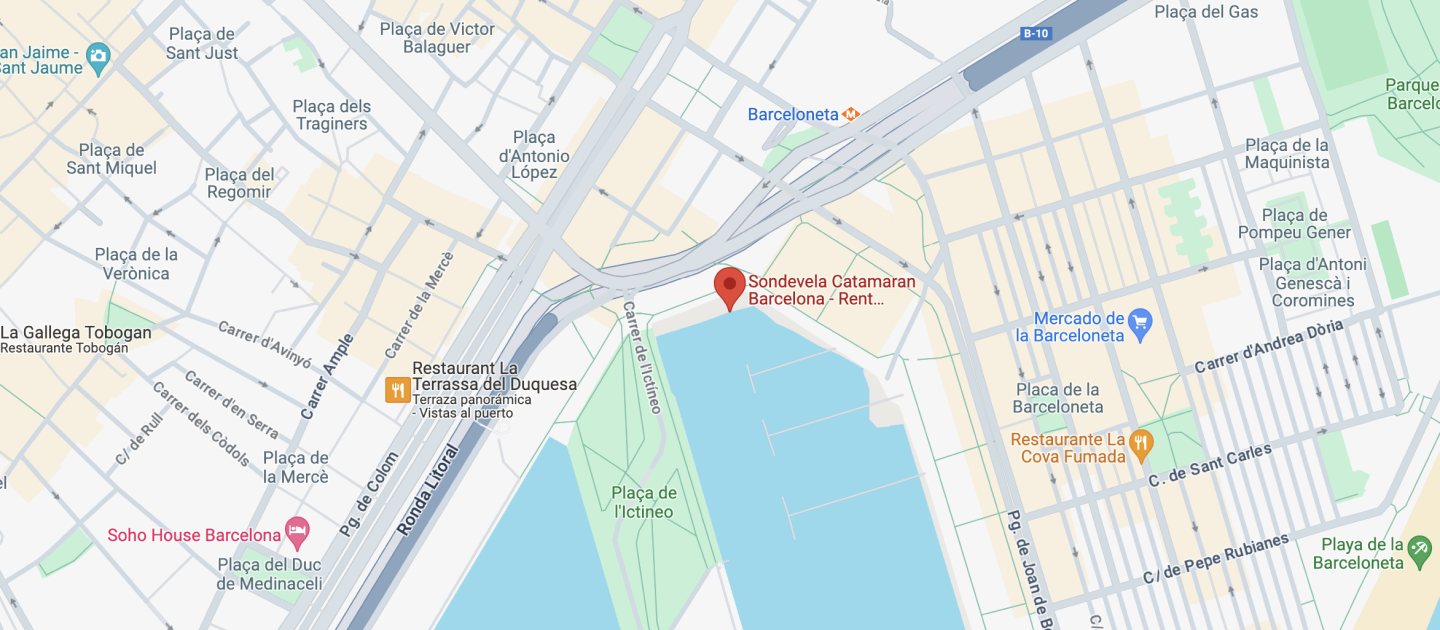 Plaça del Gas
Plaça de
Sant Just
Plaça de Victor
Balaguer
B-10
an Jaime -
Sant Jaume
Parque
Barcelo
Plaça dels
Traginers
Barceloneta
M
Plaça
d'Antonio
López
Plaça de
Sant Miquel
Plaça de la
Maquinista
Plaça del
Regomir
Plaça de
Pompeu Gener
Plaça de la
Verònica
Plaça d'Antoni
Genescà i
Coromines
Carrer de la Mercè
Sondevela Catamaran
Barcelona - Rent...
La Gallega Tobogan
Restaurante Tobogán
Carrer d'Avinyó
Carrer Ample
Carrer de l'Ictíneo
Mercado de
la Barceloneta
Carrer d'Andrea Dòria
Restaurant La
Terrassa del Duquesa
Terraza panorámica
- Vistas al puerto
Carrer d'en Serra
Carrer dels Còdols
C/ de Rull
Placa de la
Barceloneta
Restaurante La
Cova Fumada
C. de Sant Carles
Plaça de
la Mercè
Pg. de Colom
Ronda Litoral
Plaça de
l'Ictineo
Soho House Barcelona
Plaça del Duc
de Medinaceli
Pg. de Joan de B
C/ de Pepe Rubianes
Playa de la
Barceloneta
C/